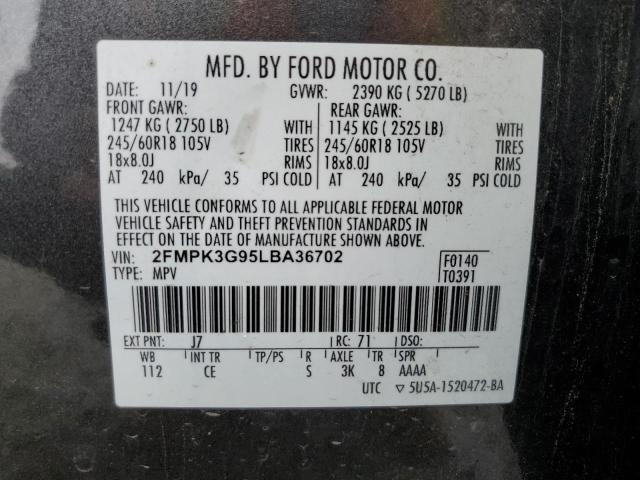 MFD. BY FORD MOTOR CO.
DATE: 11/19 GVWR: 2390 KG ( 5270 LB)
FRONT GAWR: REAR GAWR:
1247 KG ( 2750 LB) WITH 1145 KG ( 2525 LB) WITH
245/60R18 105V TIRES 245/60R18 105V TIRES
18x8.0J RIMS 18x8.0J RIMS
AT 240 kPa/ 35 PSI COLD AT 240 kPa/ 35 PSI COLD
THIS VEHICLE CONFORMS TO ALL APPLICABLE FEDERAL MOTOR
VEHICLE SAFETY AND THEFT PREVENTION STANDARDS IN
EFFECT ON THE DATE OF MANUFACTURE SHOWN ABOVE.
VIN: 2FMPK3G95LBA36702 F0140
TYPE: MPV T0391
EXT PNT: J7 RC: 71 DSO:
WB INT TR TP/PS R AXLE TR SPR
112 CE S 3K 8 AAAA
UTC ▽ 5U5A-1520472-BA